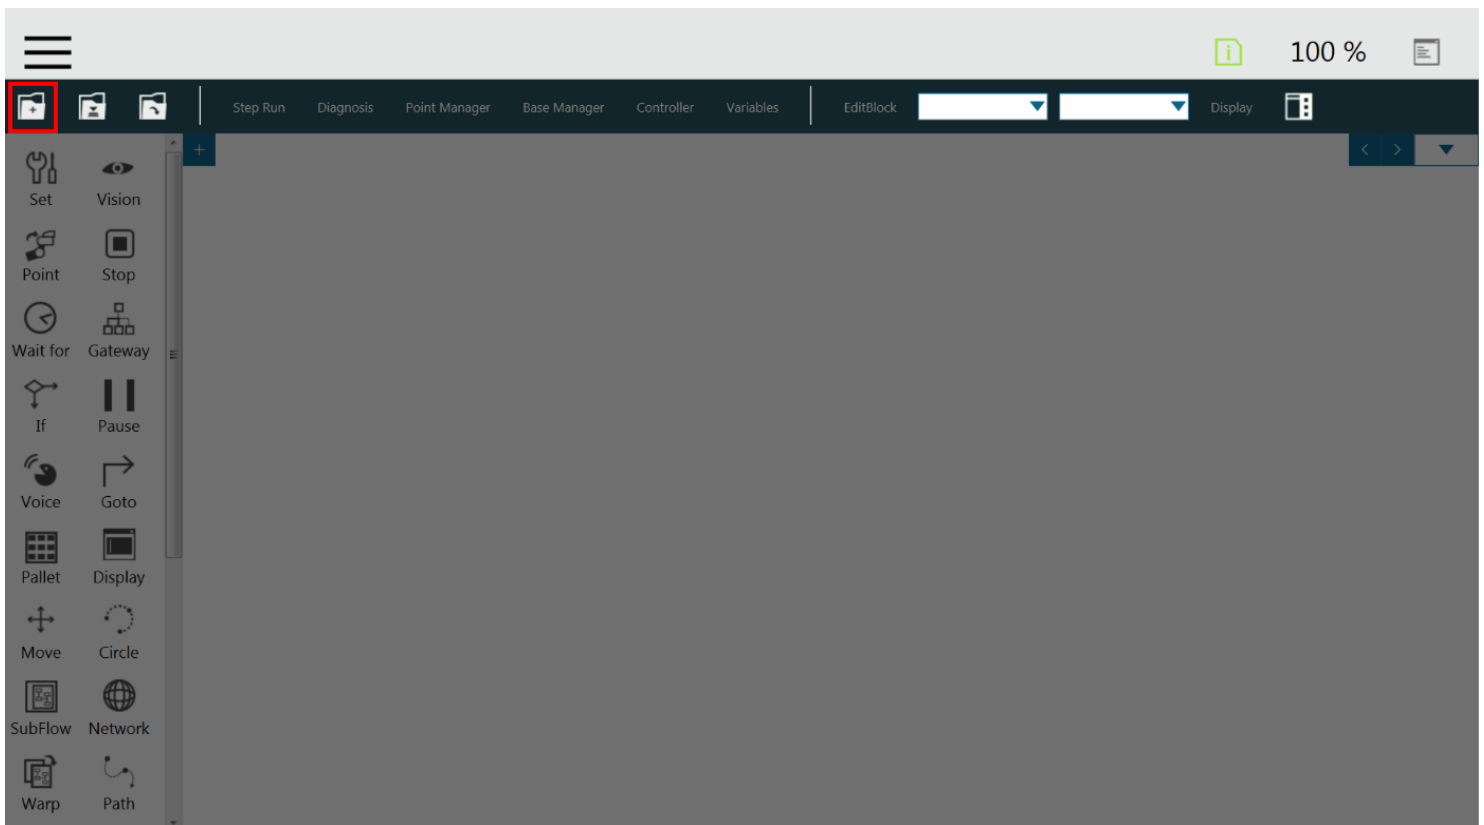 100 %
Step Run Diagnosis Point Manager Base Manager Controller Variables EditBlock Display
Set Vision
Point Stop
Wait for Gateway
If Pause
Voice Goto
Pallet Display
Move Circle
SubFlow Network
Warp Path